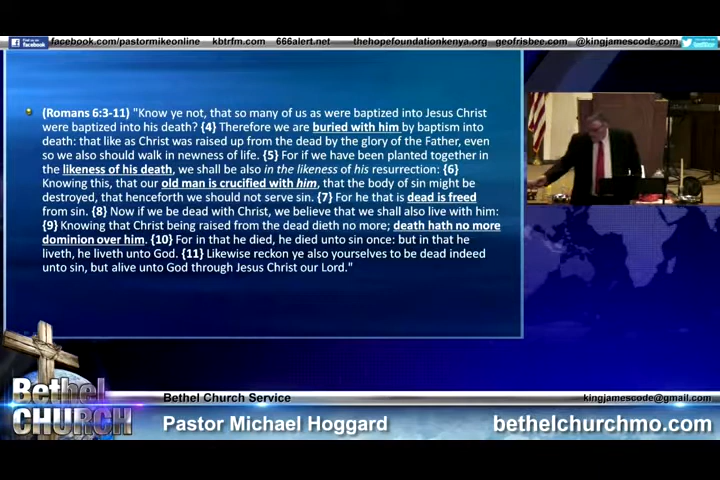 Find us on facebook facebook.com/pastormikeonline kbtrfm.com 666alert.net thehopefoundationkenya.org geofrisbee.com @kingjamescode.com twitter
(Romans 6:3-11) "Know ye not, that so many of us as were baptized into Jesus Christ
were baptized into his death? {4} Therefore we are buried with him by baptism into
death: that like as Christ was raised up from the dead by the glory of the Father, even
so we also should walk in newness of life. {5} For if we have been planted together in
the likeness of his death, we shall be also in the likeness of his resurrection: {6}
Knowing this, that our old man is crucified with him, that the body of sin might be
destroyed, that henceforth we should not serve sin. {7} For he that is dead is freed
from sin. {8} Now if we be dead with Christ, we believe that we shall also live with him:
{9} Knowing that Christ being raised from the dead dieth no more; death hath no more
dominion over him. {10} For in that he died, he died unto sin once: but in that he
liveth, he liveth unto God. {11} Likewise reckon ye also yourselves to be dead indeed
unto sin, but alive unto God through Jesus Christ our Lord."
Bethel
CHURCH
Bethel Church Service kingjamescode@gmail.com
Pastor Michael Hoggard bethelchurchmo.com